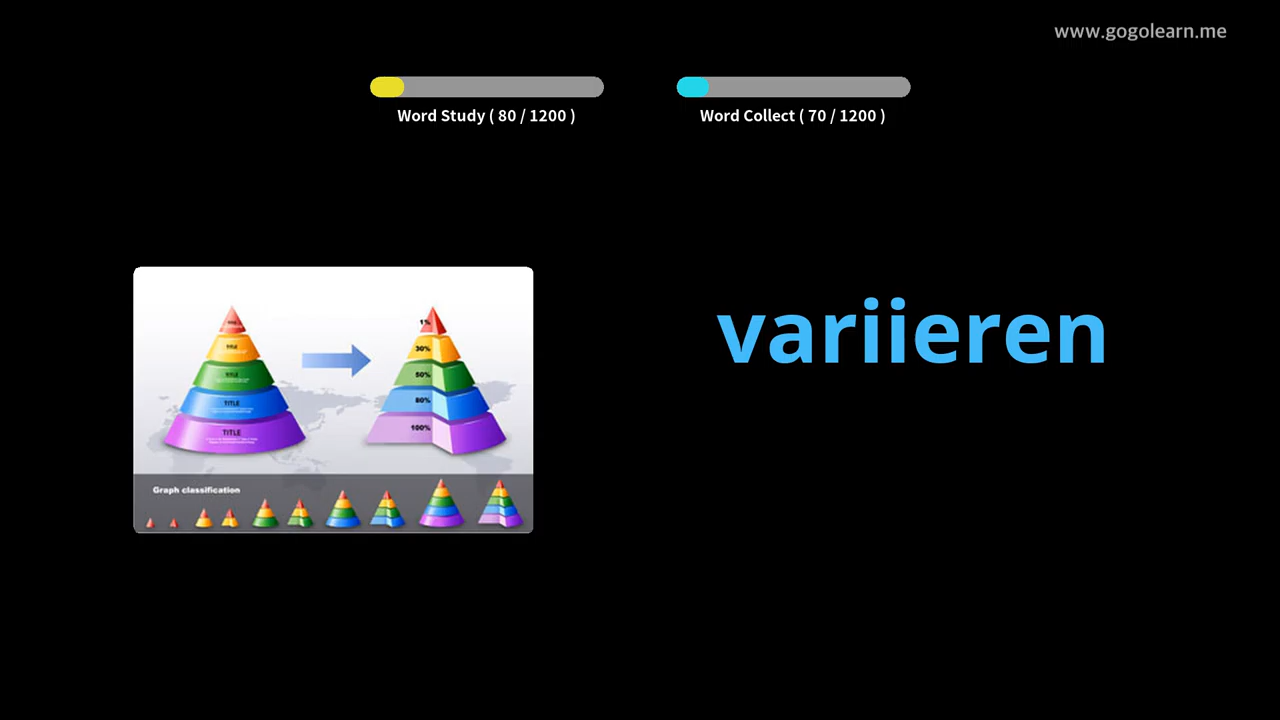 www.gogolearn.me
Word Study ( 80 / 1200 )
Word Collect ( 70 / 1200 )
variieren
TITLE
TITLE
TITLE
TITLE
1%
30%
50%
80%
100%
Graph classification